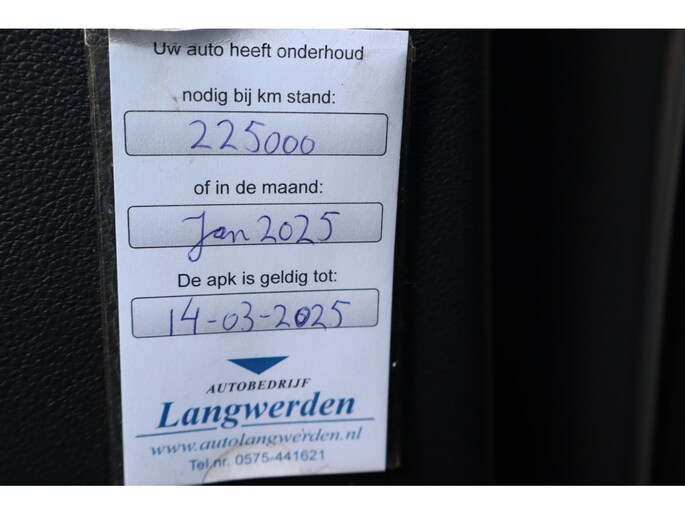 Uw auto heeft onderhoud
nodig bij km stand:
225000
of in de maand:
Jan 2025
De apk is geldig tot:
14-03-2025
AUTOBEDRIJF
Langwerden
www.autolangwerden.nl
Tel.nr. 0575-441621